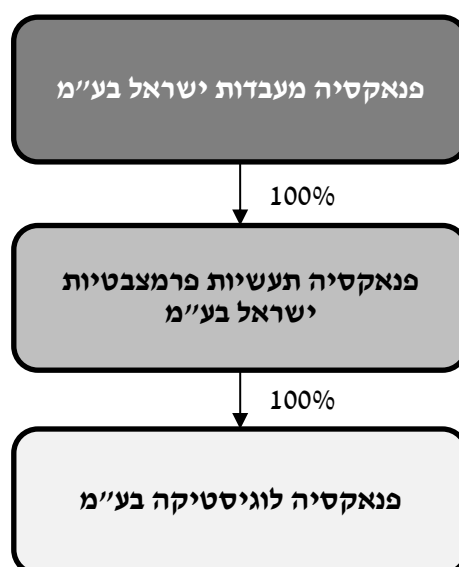 פנאקסיה מעבדות ישראל בע״מ
100%
פנאקסיה תעשיות פרמצבטיות
ישראל בע״מ
100%
פנאקסיה לוגיסטיקה בע״מ